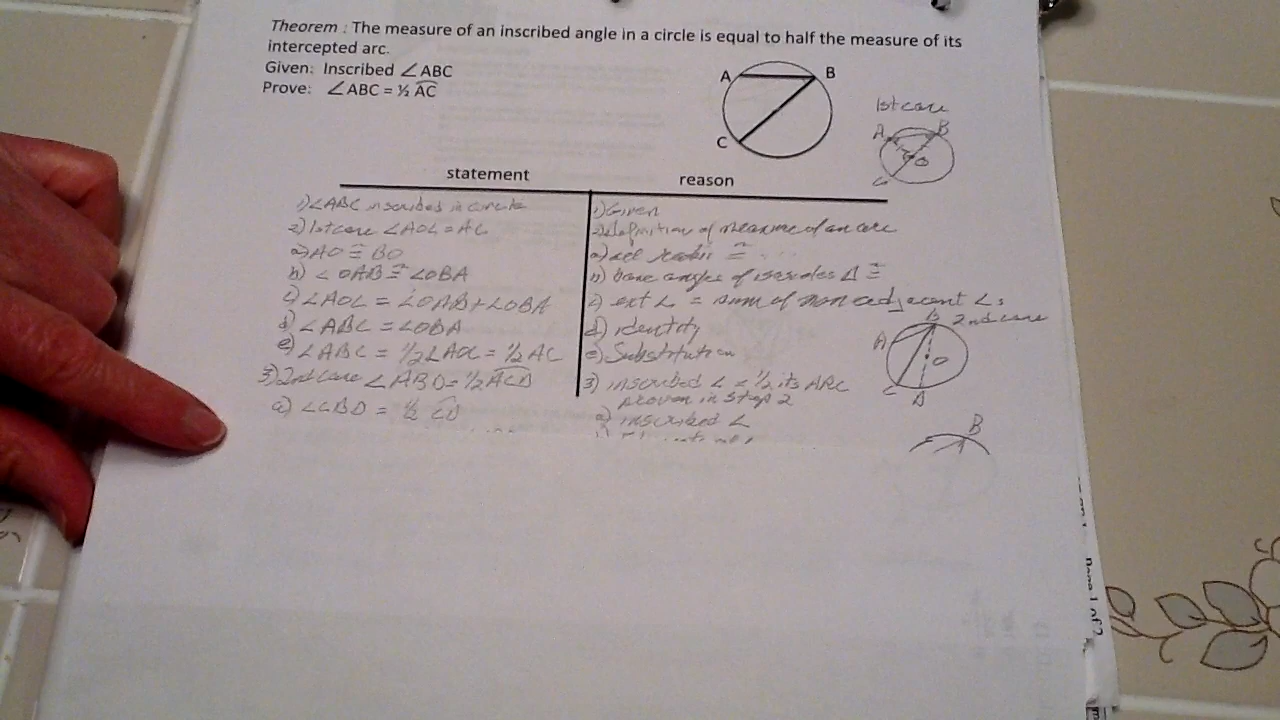 Theorem : The measure of an inscribed angle in a circle is equal to half the measure of its
intercepted arc.
Given: Inscribed ∠ABC
Prove: ∠ABC = ½ AC
A
B
C
1st case
A
B
O
C
statement
reason
1) ∠ABC inscribed in circle
1) Given
2) 1st case ∠AOC = AC
2) definition of measure of an arc
a) AO ≅ BO
a) all radii ≅
b) ∠OAB ≅ ∠OBA
b) base angles of isosceles Δ ≅
c) ∠AOC = ∠OAB + ∠OBA
c) ext ∠ = sum of non adjacent ∠s
d) ∠ABC = ∠OBA
d) identity
e) ∠ABC = ½ ∠AOC = ½ AC
e) Substitution
3) 2nd case ∠ABD = ½ ACD
3) inscribed ∠ = ½ its ARC
proven in Step 2
a) ∠CBD = ½ CD
a) inscribed ∠
B 2nd case
A
O
C
D
B